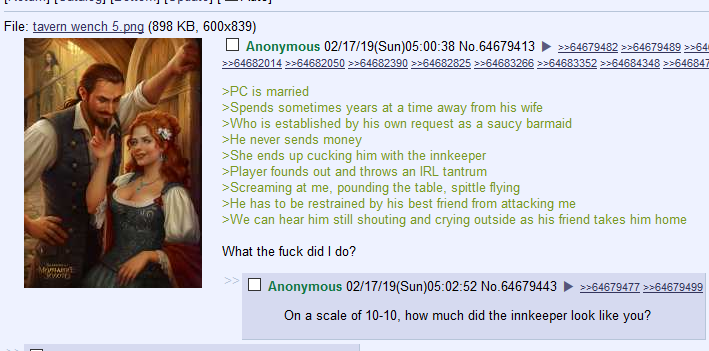 File: tavern wench 5.png (898 KB, 600x839)
Anonymous 02/17/19(Sun)05:00:38 No.64679413 ▶ >>64679482 >>64679489
>>64682014 >>64682050 >>64682390 >>64682825 >>64683266 >>64683352 >>64684348 >>646847
>PC is married
>Spends sometimes years at a time away from his wife
>Who is established by his own request as a saucy barmaid
>He never sends money
>She ends up cucking him with the innkeeper
>Player founds out and throws an IRL tantrum
>Screaming at me, pounding the table, spittle flying
>He has to be restrained by his best friend from attacking me
>We can hear him still shouting and crying outside as his friend takes him home
What the fuck did I do?
>> Anonymous 02/17/19(Sun)05:02:52 No.64679443 ▶ >>64679477 >>64679499
On a scale of 10-10, how much did the innkeeper look like you?
>>